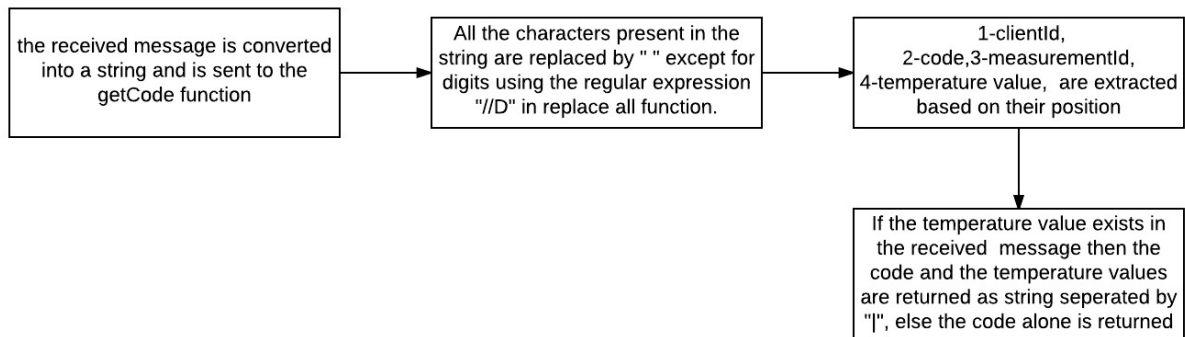 the received message is converted
into a string and is sent to the
getCode function
All the characters present in the
string are replaced by " " except for
digits using the regular expression
"//D" in replace all function.
1-clientId,
2-code,3-measurementId,
4-temperature value,  are extracted
based on their position
If the temperature value exists in
the received  message then the
code and the temperature values
are returned as string seperated by
"|", else the code alone is returned